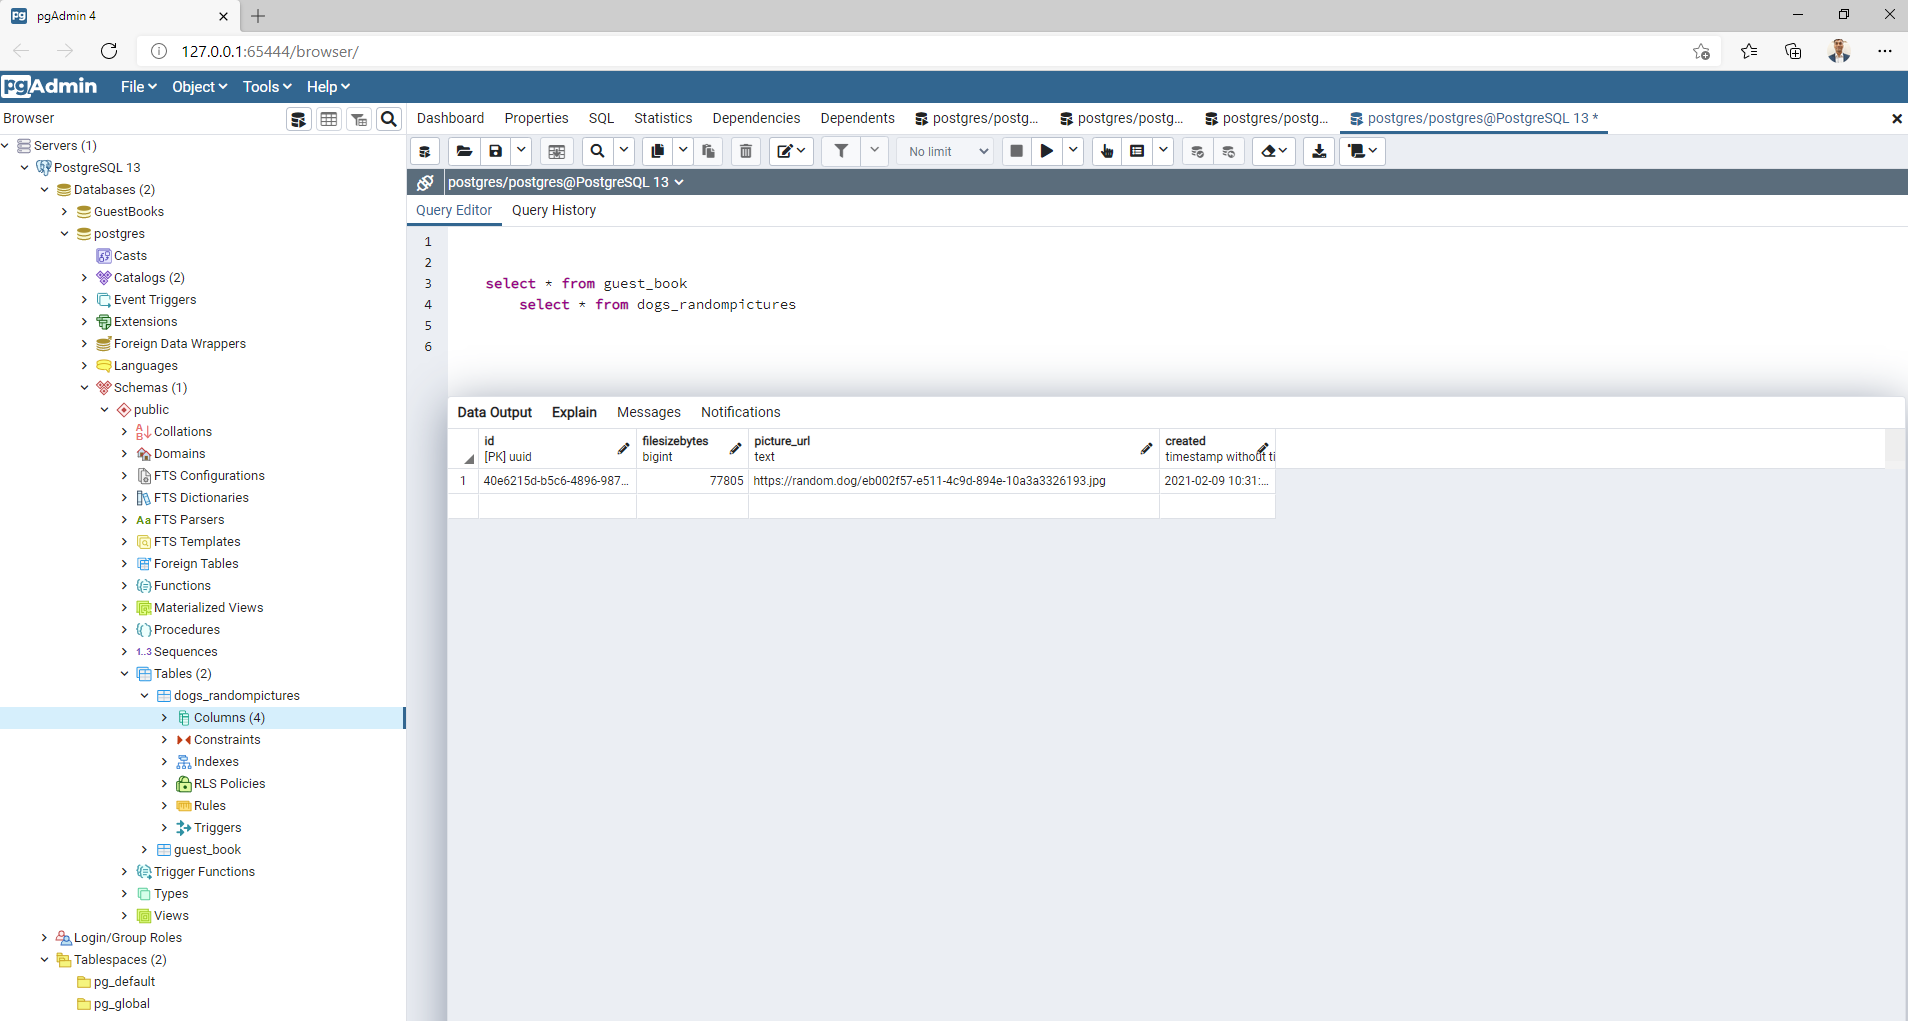 pgAdmin 4
127.0.0.1:65444/browser/
pgAdmin File Object Tools Help
Browser
Dashboard Properties SQL Statistics Dependencies Dependents postgres/postg... postgres/postg... postgres/postg... postgres/postgres@PostgreSQL 13 *
No limit
postgres/postgres@PostgreSQL 13
Query Editor Query History
Servers (1)
PostgreSQL 13
Databases (2)
GuestBooks
postgres
Casts
Catalogs (2)
Event Triggers
Extensions
Foreign Data Wrappers
Languages
Schemas (1)
public
Collations
Domains
FTS Configurations
FTS Dictionaries
Aa FTS Parsers
FTS Templates
Foreign Tables
Functions
Materialized Views
Procedures
1..3 Sequences
Tables (2)
dogs_randompictures
Columns (4)
Constraints
Indexes
RLS Policies
Rules
Triggers
guest_book
Trigger Functions
Types
Views
Login/Group Roles
Tablespaces (2)
pg_default
pg_global
1
2
3 select * from guest_book
4 select * from dogs_randompictures
5
6
Data Output Explain Messages Notifications
id filesizebytes picture_url created
[PK] uuid bigint text timestamp without ti
1 40e6215d-b5c6-4896-987... 77805 https://random.dog/eb002f57-e511-4c9d-894e-10a3a3326193.jpg 2021-02-09 10:31:...